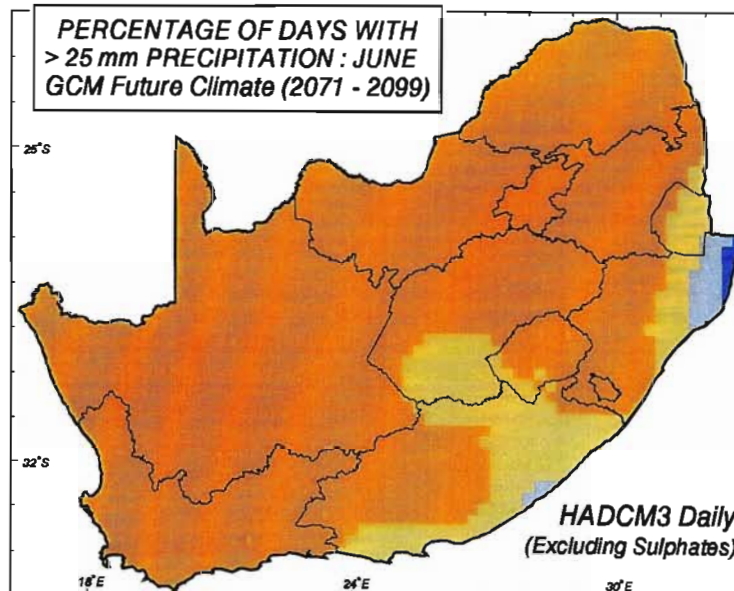 PERCENTAGE OF DAYS WITH
> 25 mm PRECIPITATION : JUNE
GCM Future Climate (2071 - 2099)
25°S
32°S
HADCM3 Daily
(Excluding Sulphates)
18°E
24°E
30°E